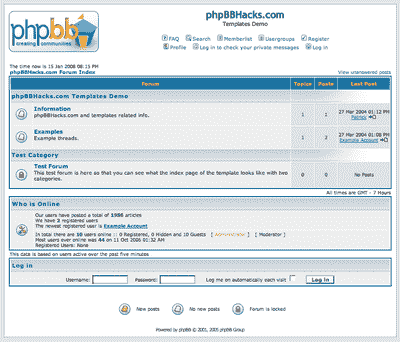 phpBB
creating communities
phpBBHacks.com
Templates Demo
FAQ Search Memberlist Usergroups Register
Profile Log in to check your private messages Log in
The time now is 15 Jan 2008 08:15 PM
phpBBHacks.com Forum Index View unanswered posts
Forum Topics Posts Last Post
phpBBHacks.com Templates Demo
Information
phpBBHacks.com and templates related info.
1 1
27 Mar 2004 01:12 PM
Patrick
Examples
Example threads.
1 2
27 Mar 2004 01:08 PM
Example Account
Test Category
Test Forum
This test forum is here so that you can see what the index page of the template looks like with two categories.
0 0 No Posts
All times are GMT - 7 Hours
Who is Online
Our users have posted a total of 1986 articles
We have 3 registered users
The newest registered user is Example Account
In total there are 10 users online :: 0 Registered, 0 Hidden and 10 Guests [ Administrator ] [ Moderator ]
Most users ever online was 44 on 11 Oct 2006 01:32 AM
Registered Users: None
This data is based on users active over the past five minutes
Log in
Username: Password: Log me on automatically each visit Log in
New posts No new posts Forum is locked
Powered by phpBB © 2001, 2005 phpBB Group